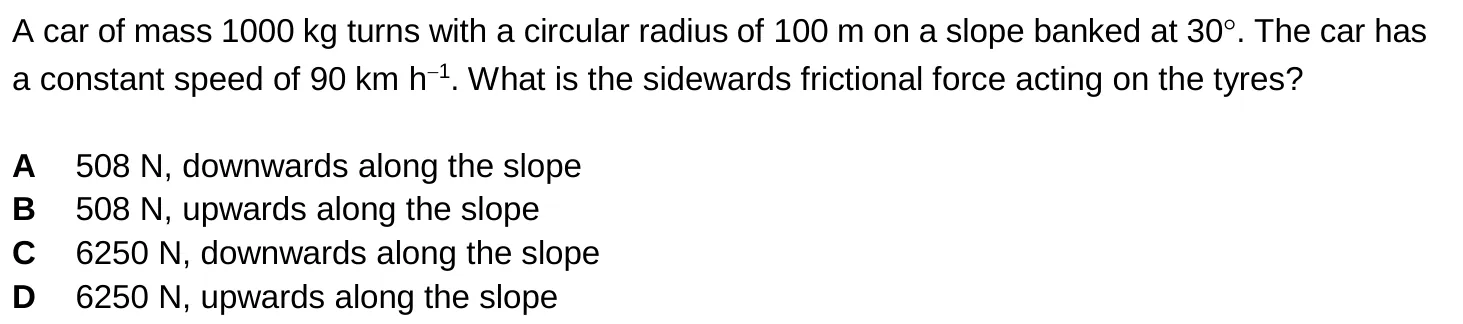 A car of mass 1000 kg turns with a circular radius of 100 m on a slope banked at 30°. The car has
a constant speed of 90 km h⁻¹. What is the sidewards frictional force acting on the tyres?
A 508 N, downwards along the slope
B 508 N, upwards along the slope
C 6250 N, downwards along the slope
D 6250 N, upwards along the slope